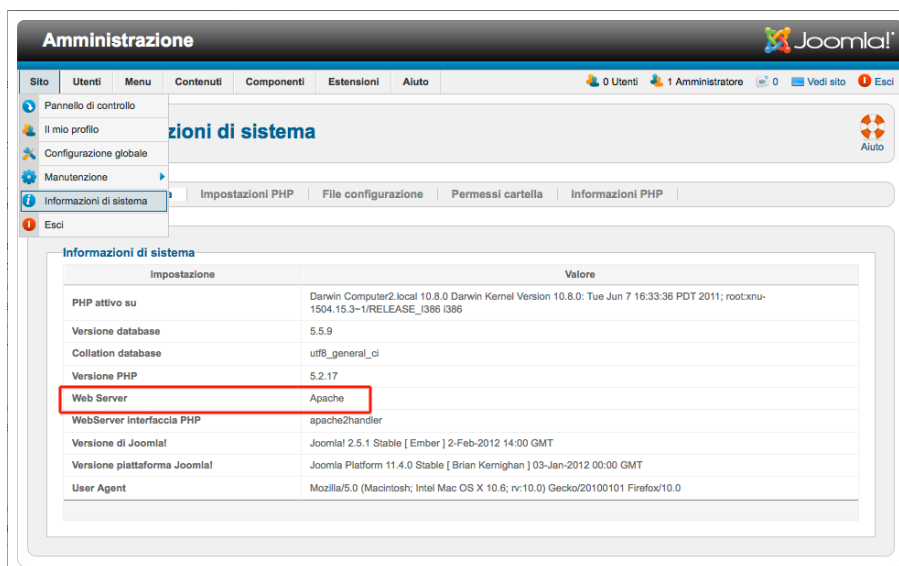 Amministrazione
Joomla!
Sito Utenti Menu Contenuti Componenti Estensioni Aiuto 0 Utenti 1 Amministratore 0 Vedi sito Esci
Pannello di controllo
Il mio profilo
Configurazione globale
Manutenzione
Informazioni di sistema
Esci
zioni di sistema
Aiuto
Impostazioni PHP File configurazione Permessi cartella Informazioni PHP
Informazioni di sistema
Impostazione Valore
PHP attivo su Darwin Computer2.local 10.8.0 Darwin Kernel Version 10.8.0: Tue Jun 7 16:33:36 PDT 2011; root:xnu-
1504.15.3~1/RELEASE_I386 i386
Versione database 5.5.9
Collation database utf8_general_ci
Versione PHP 5.2.17
Web Server Apache
WebServer interfaccia PHP apache2handler
Versione di Joomla! Joomla! 2.5.1 Stable [ Ember ] 2-Feb-2012 14:00 GMT
Versione piattaforma Joomla! Joomla Platform 11.4.0 Stable [ Brian Kernighan ] 03-Jan-2012 00:00 GMT
User Agent Mozilla/5.0 (Macintosh; Intel Mac OS X 10.6; rv:10.0) Gecko/20100101 Firefox/10.0